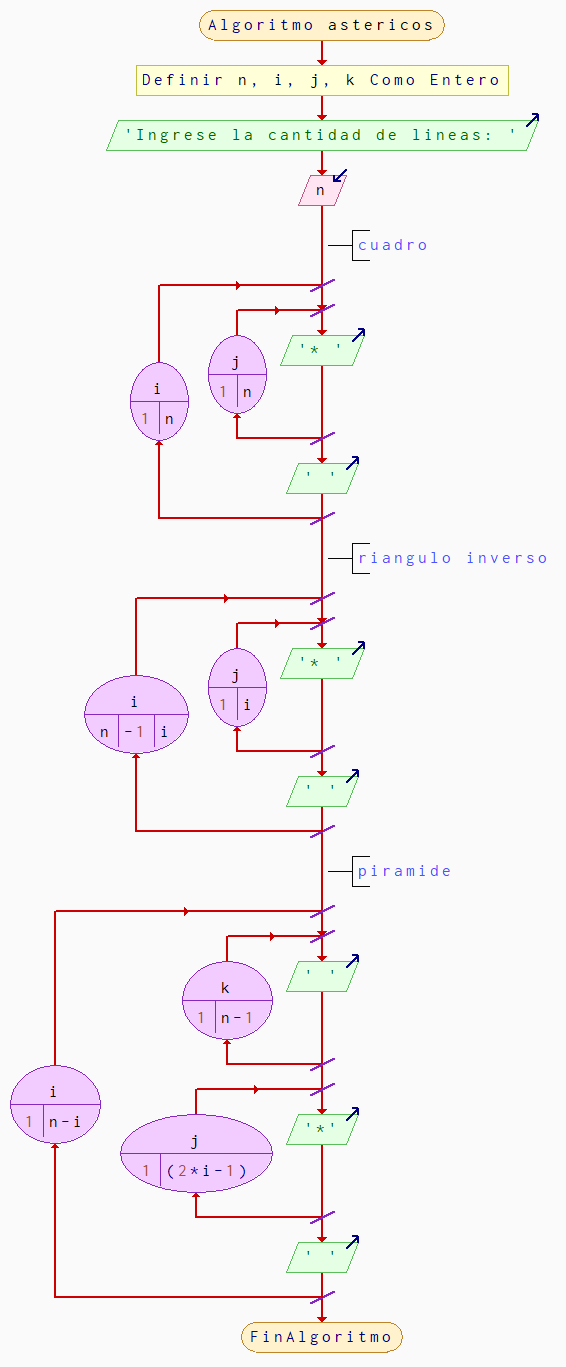 Algoritmo astericos
Definir n, i, j, k Como Entero
'Ingrese la cantidad de lineas: '
n
cuadro
'* '
j
1 n
i
1 n
' '
riangulo inverso
'* '
j
1 i
i
n -1 i
' '
piramide
' '
k
1 n-1
i
1 n-i
'*'
j
1 (2*i-1)
' '
FinAlgoritmo